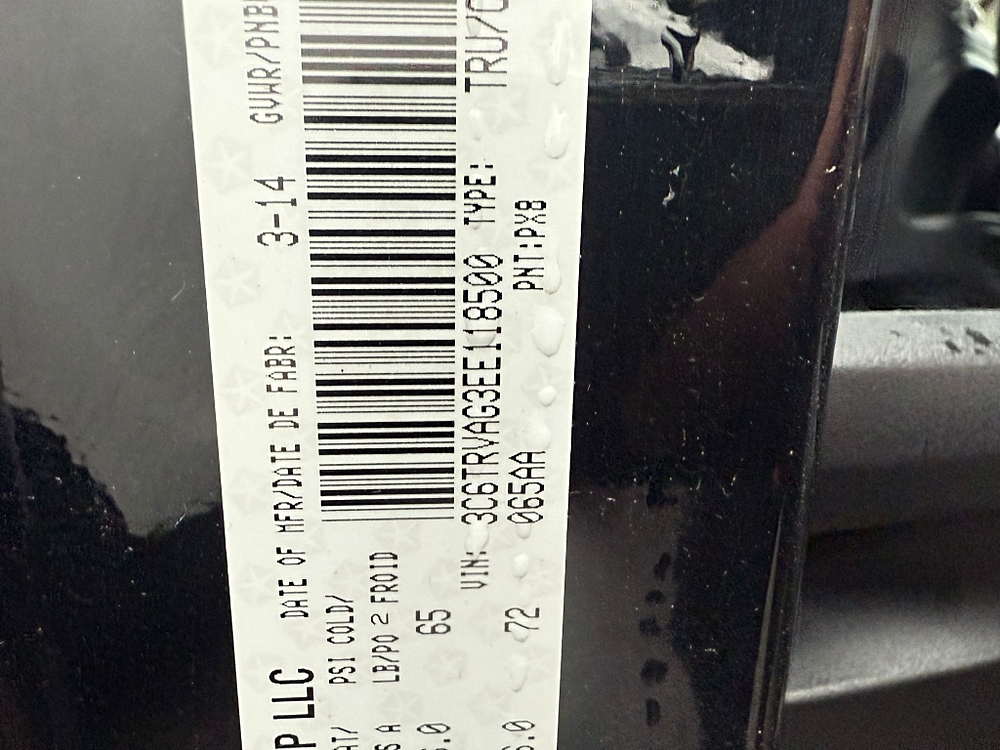 P LLC
DATE OF MFR/DATE DE FABR: 3-14 GVWR/PNB
PSI COLD/
LB/PO 2 FROID
65
VIN: 3C6TRVAG3EE118500 TYPE: TRU/
72 065AA PNT:PX8